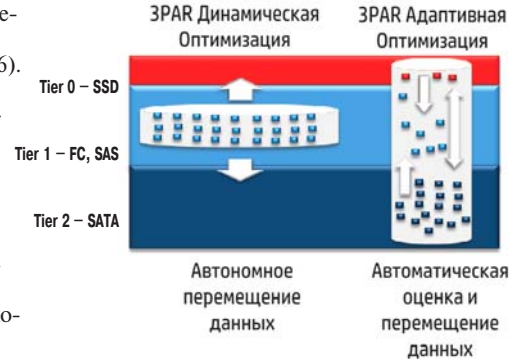 е-
6).
о-
3PAR Динамическая
Оптимизация
3PAR Адаптивная
Оптимизация
Tier 0 – SSD
Tier 1 – FC, SAS
Tier 2 – SATA
Автономное
перемещение
данных
Автоматическая
оценка и
перемещение
данных